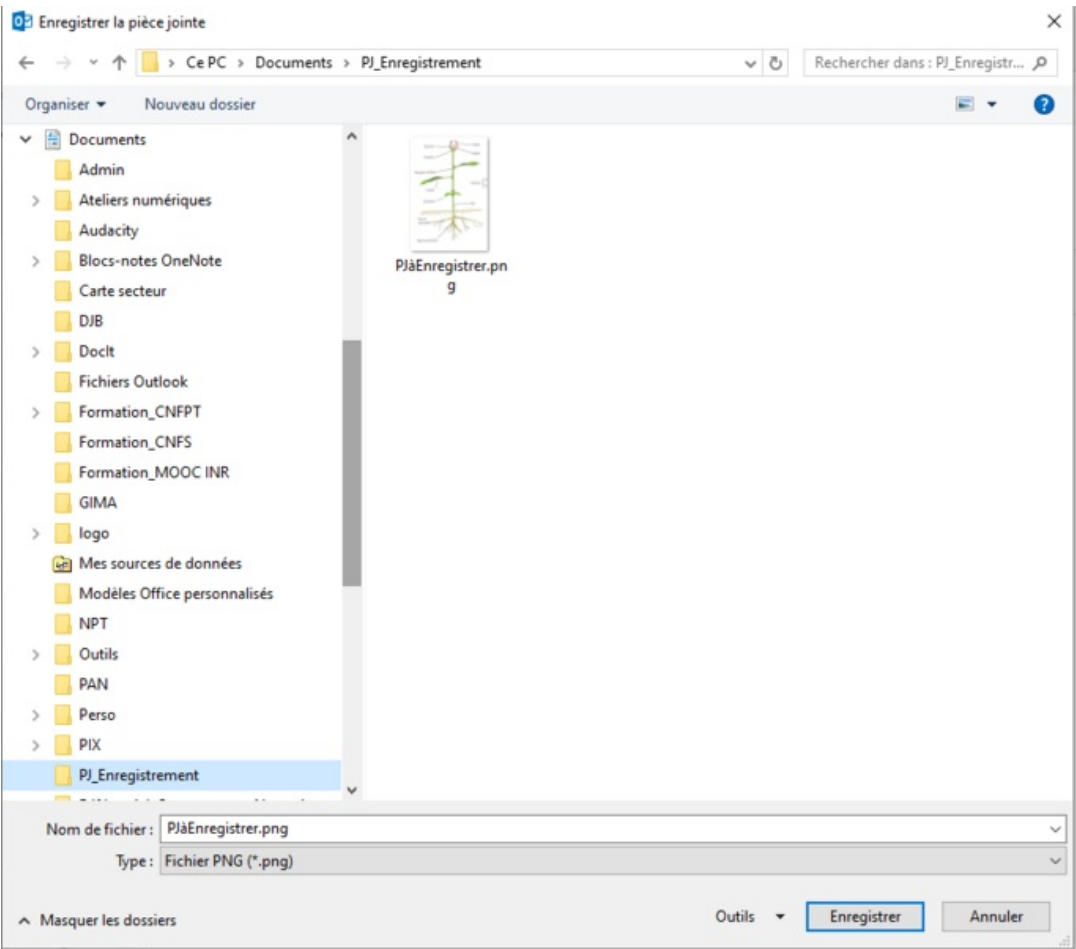 Enregistrer la pièce jointe
Ce PC > Documents > PJ_Enregistrement
Rechercher dans : PJ_Enregistr...
Organiser
Nouveau dossier
Documents
Admin
Ateliers numériques
Audacity
Blocs-notes OneNote
Carte secteur
DJB
DocIt
Fichiers Outlook
Formation_CNFPT
Formation_CNFS
Formation_MOOC INR
GIMA
logo
Mes sources de données
Modèles Office personnalisés
NPT
Outils
PAN
Perso
PIX
PJ_Enregistrement
PJàEnregistrer.pn
g
Nom de fichier : PJàEnregistrer.png
Type : Fichier PNG (*.png)
Masquer les dossiers
Outils
Enregistrer
Annuler